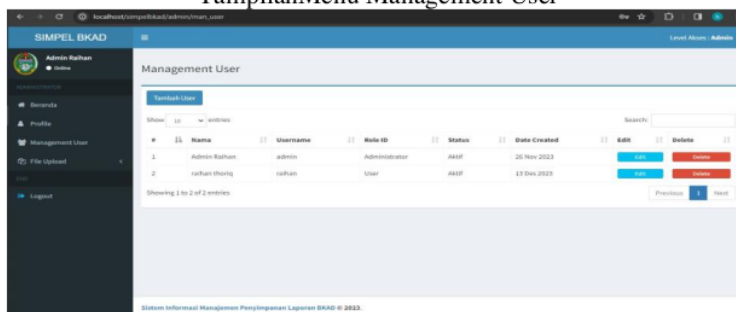 TampilanMenu Management User
localhost/simpelbkad/admin/man_user
SIMPEL BKAD
Level Akses : Admin
Admin Raihan
Online
Management User
ADMINISTRATOR
Tambah User
Beranda
Show 10 entries
Search:
Profile
# Nama Username Role ID Status Date Created Edit Delete
Management User
1 Admin Raihan admin Administrator Aktif 26 Nov 2023 Edit Delete
File Upload
2 raihan thoriq raihan User Aktif 13 Des 2023 Edit Delete
Showing 1 to 2 of 2 entries
Previous 1 Next
Logout
Sistem Informasi Manajemen Penyimpanan Laporan BKAD © 2023.